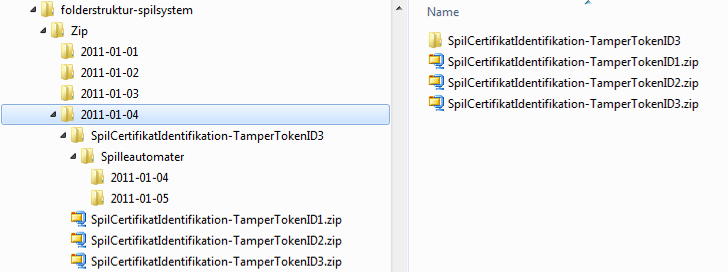 folderstruktur-spilsystem
Zip
2011-01-01
2011-01-02
2011-01-03
2011-01-04
SpilCertifikatIdentifikation-TamperTokenID3
Spilleautomater
2011-01-04
2011-01-05
SpilCertifikatIdentifikation-TamperTokenID1.zip
SpilCertifikatIdentifikation-TamperTokenID2.zip
SpilCertifikatIdentifikation-TamperTokenID3.zip
Name
SpilCertifikatIdentifikation-TamperTokenID3
SpilCertifikatIdentifikation-TamperTokenID1.zip
SpilCertifikatIdentifikation-TamperTokenID2.zip
SpilCertifikatIdentifikation-TamperTokenID3.zip